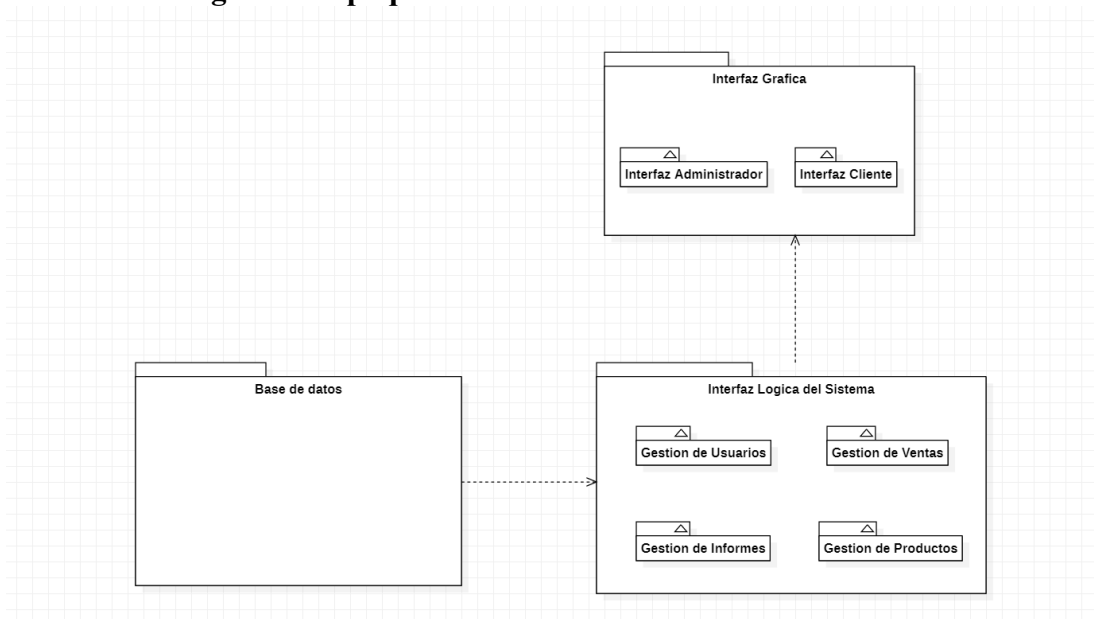 Interfaz Grafica
Interfaz Administrador
Interfaz Cliente
Base de datos
Interfaz Logica del Sistema
Gestion de Usuarios
Gestion de Ventas
Gestion de Informes
Gestion de Productos